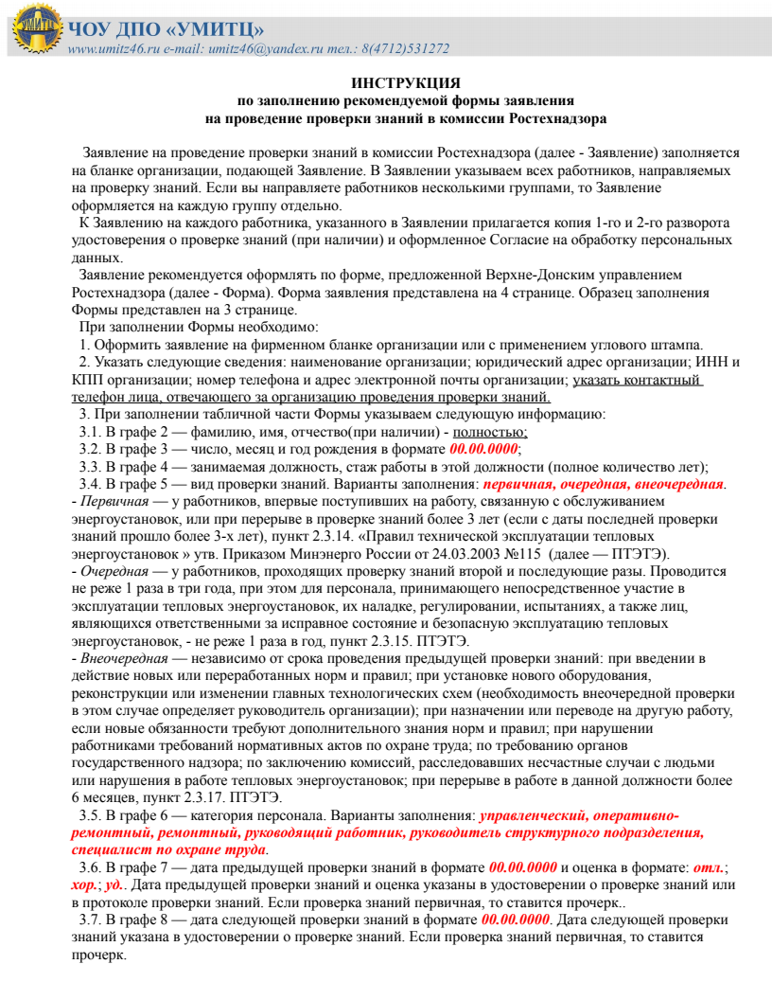 УМИТЦ
ЧОУ ДПО «УМИТЦ»
www.umitz46.ru e-mail: umitz46@yandex.ru тел.: 8(4712)531272
ИНСТРУКЦИЯ
по заполнению рекомендуемой формы заявления
на проведение проверки знаний в комиссии Ростехнадзора
Заявление на проведение проверки знаний в комиссии Ростехнадзора (далее - Заявление) заполняется
на бланке организации, подающей Заявление. В Заявлении указываем всех работников, направляемых
на проверку знаний. Если вы направляете работников несколькими группами, то Заявление
оформляется на каждую группу отдельно.
К Заявлению на каждого работника, указанного в Заявлении прилагается копия 1-го и 2-го разворота
удостоверения о проверке знаний (при наличии) и оформленное Согласие на обработку персональных
данных.
Заявление рекомендуется оформлять по форме, предложенной Верхне-Донским управлением
Ростехнадзора (далее - Форма). Форма заявления представлена на 4 странице. Образец заполнения
Формы представлен на 3 странице.
При заполнении Формы необходимо:
1. Оформить заявление на фирменном бланке организации или с применением углового штампа.
2. Указать следующие сведения: наименование организации; юридический адрес организации; ИНН и
КПП организации; номер телефона и адрес электронной почты организации; указать контактный
телефон лица, отвечающего за организацию проведения проверки знаний.
3. При заполнении табличной части Формы указываем следующую информацию:
3.1. В графе 2 — фамилию, имя, отчество(при наличии) - полностью;
3.2. В графе 3 — число, месяц и год рождения в формате 00.00.0000;
3.3. В графе 4 — занимаемая должность, стаж работы в этой должности (полное количество лет);
3.4. В графе 5 — вид проверки знаний. Варианты заполнения: первичная, очередная, внеочередная.
- Первичная — у работников, впервые поступивших на работу, связанную с обслуживанием
энергоустановок, или при перерыве в проверке знаний более 3 лет (если с даты последней проверки
знаний прошло более 3-х лет), пункт 2.3.14. «Правил технической эксплуатации тепловых
энергоустановок » утв. Приказом Минэнерго России от 24.03.2003 №115 (далее — ПТЭТЭ).
- Очередная — у работников, проходящих проверку знаний второй и последующие разы. Проводится
не реже 1 раза в три года, при этом для персонала, принимающего непосредственное участие в
эксплуатации тепловых энергоустановок, их наладке, регулировании, испытаниях, а также лиц,
являющихся ответственными за исправное состояние и безопасную эксплуатацию тепловых
энергоустановок, - не реже 1 раза в год, пункт 2.3.15. ПТЭТЭ.
- Внеочередная — независимо от срока проведения предыдущей проверки знаний: при введении в
действие новых или переработанных норм и правил; при установке нового оборудования,
реконструкции или изменении главных технологических схем (необходимость внеочередной проверки
в этом случае определяет руководитель организации); при назначении или переводе на другую работу,
если новые обязанности требуют дополнительного знания норм и правил; при нарушении
работниками требований нормативных актов по охране труда; по требованию органов
государственного надзора; по заключению комиссий, расследовавших несчастные случаи с людьми
или нарушения в работе тепловых энергоустановок; при перерыве в работе в данной должности более
6 месяцев, пункт 2.3.17. ПТЭТЭ.
3.5. В графе 6 — категория персонала. Варианты заполнения: управленческий, оперативно-
ремонтный, ремонтный, руководящий работник, руководитель структурного подразделения,
специалист по охране труда.
3.6. В графе 7 — дата предыдущей проверки знаний в формате 00.00.0000 и оценка в формате: отл.;
хор.; уд.. Дата предыдущей проверки знаний и оценка указаны в удостоверении о проверке знаний или
в протоколе проверки знаний. Если проверка знаний первичная, то ставится прочерк..
3.7. В графе 8 — дата следующей проверки знаний в формате 00.00.0000. Дата следующей проверки
знаний указана в удостоверении о проверке знаний. Если проверка знаний первичная, то ставится
прочерк.